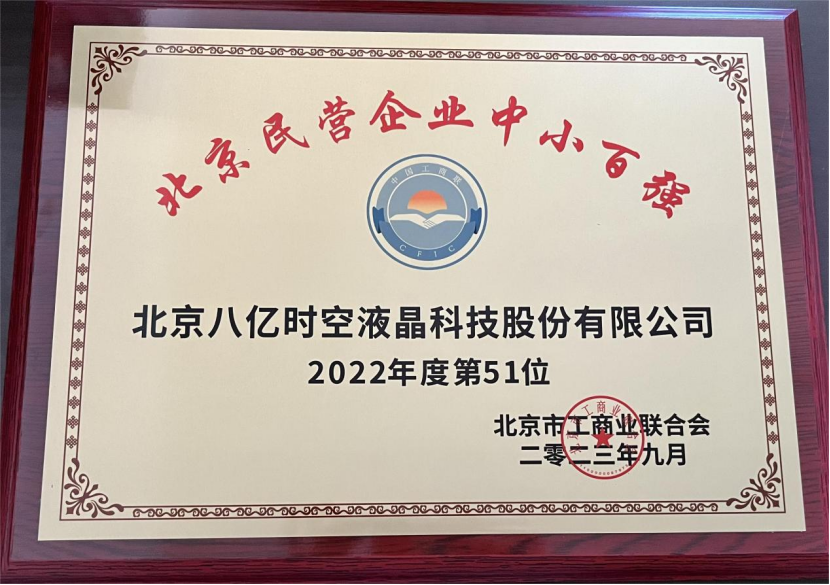 北京民营企业中小百强
中国工商联
CFIC
北京八亿时空液晶科技股份有限公司
2022年度第51位
北京市工商业联合会
二零二三年九月